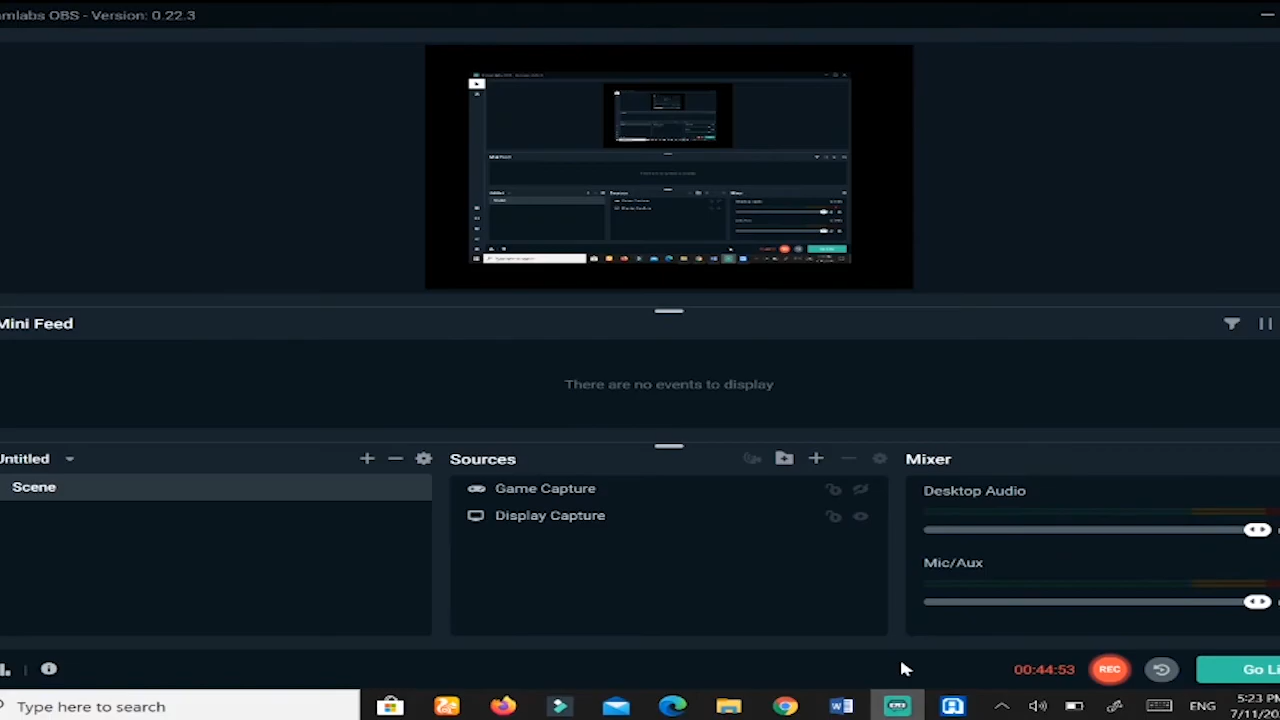 amlabs OBS - Version: 0.22.3
Mini Feed
There are no events to display
Untitled
Sources
Mixer
Scene
Game Capture
Display Capture
Desktop Audio
Mic/Aux
00:44:53
REC
Go Li
Type here to search
ENG
5:23 P
7/11/20